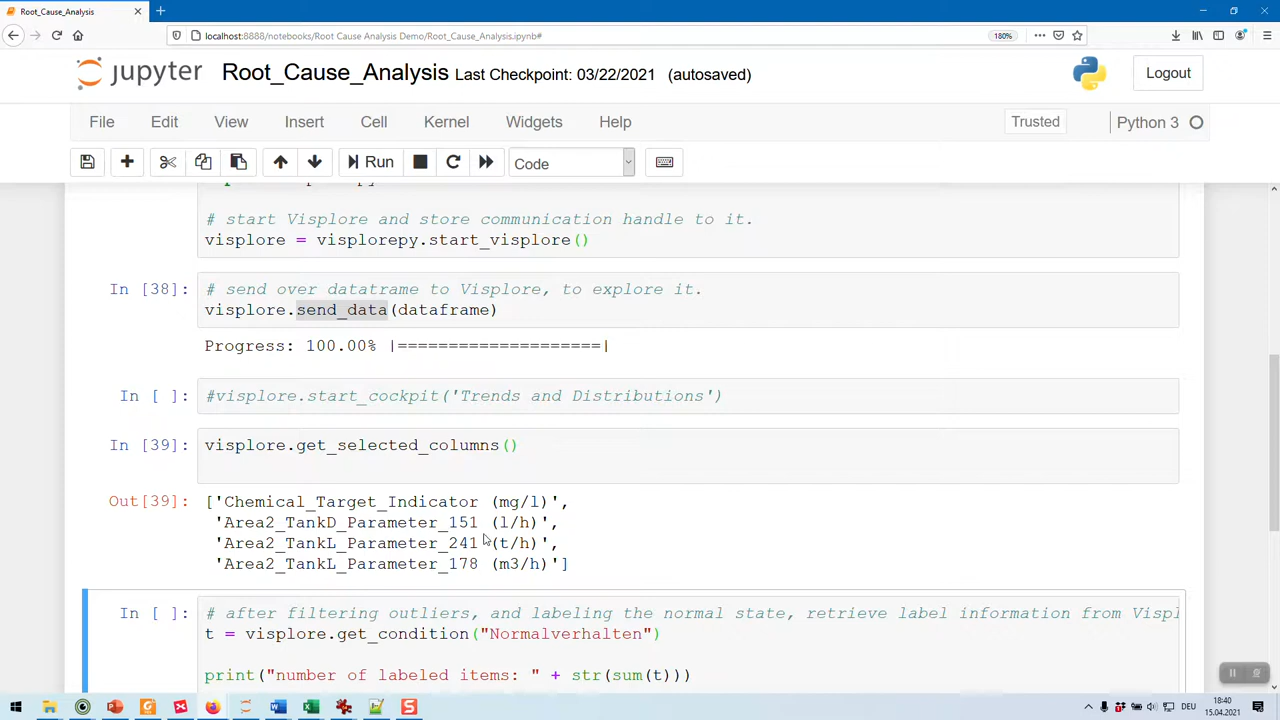 Root_Cause_Analysis
localhost:8888/notebooks/Root Cause Analysis Demo/Root_Cause_Analysis.ipynb#
180%
jupyter
Root_Cause_Analysis Last Checkpoint: 03/22/2021 (autosaved)
Logout
File Edit View Insert Cell Kernel Widgets Help
Trusted
Python 3
Run
Code
# start Visplore and store communication handle to it.
visplore = visplorepy.start_visplore()
In [38]: # send over datatrame to Visplore, to explore it.
visplore.send_data(dataframe)
Progress: 100.00% |====================|
In [ ]: #visplore.start_cockpit('Trends and Distributions')
In [39]: visplore.get_selected_columns()
Out[39]: ['Chemical_Target_Indicator (mg/l)',
'Area2_TankD_Parameter_151 (l/h)',
'Area2_TankL_Parameter_241 (t/h)',
'Area2_TankL_Parameter_178 (m3/h)']
In [ ]: # after filtering outliers, and labeling the normal state, retrieve label information from Vispl
t = visplore.get_condition("Normalverhalten")
print("number of labeled items: " + str(sum(t)))
DEU
18:40
15.04.2021